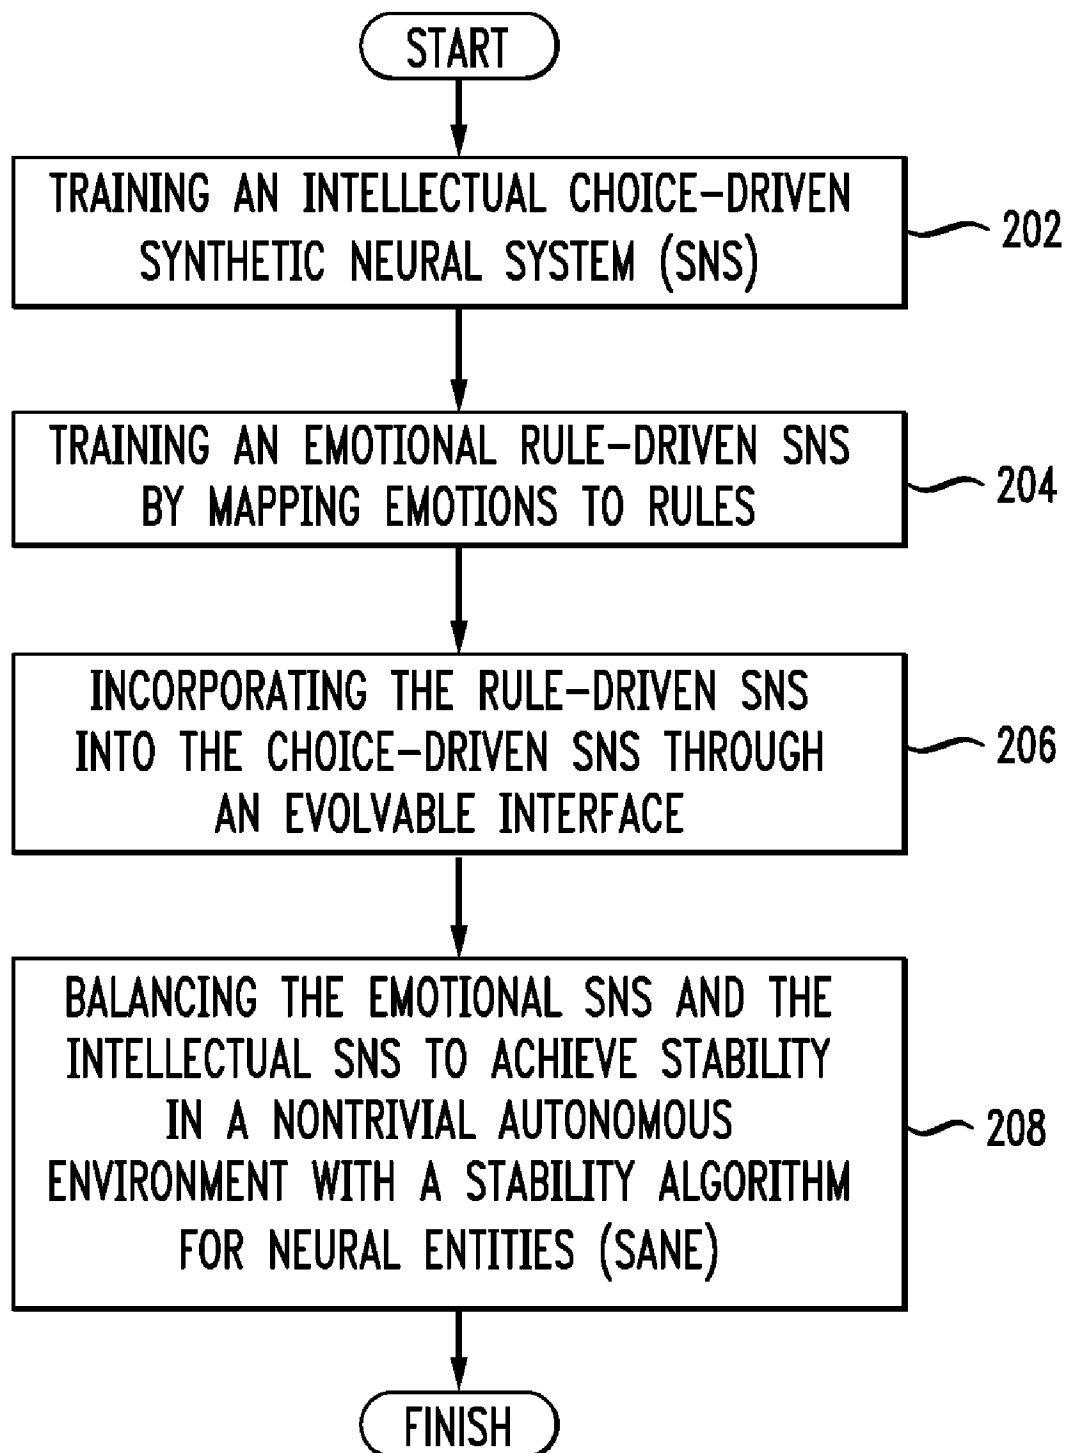 START
TRAINING AN INTELLECTUAL CHOICE-DRIVEN
SYNTHETIC NEURAL SYSTEM (SNS)
202
TRAINING AN EMOTIONAL RULE-DRIVEN SNS
BY MAPPING EMOTIONS TO RULES
204
INCORPORATING THE RULE-DRIVEN SNS
INTO THE CHOICE-DRIVEN SNS THROUGH
AN EVOLVABLE INTERFACE
206
BALANCING THE EMOTIONAL SNS AND THE
INTELLECTUAL SNS TO ACHIEVE STABILITY
IN A NONTRIVIAL AUTONOMOUS
ENVIRONMENT WITH A STABILITY ALGORITHM
FOR NEURAL ENTITIES (SANE)
208
FINISH